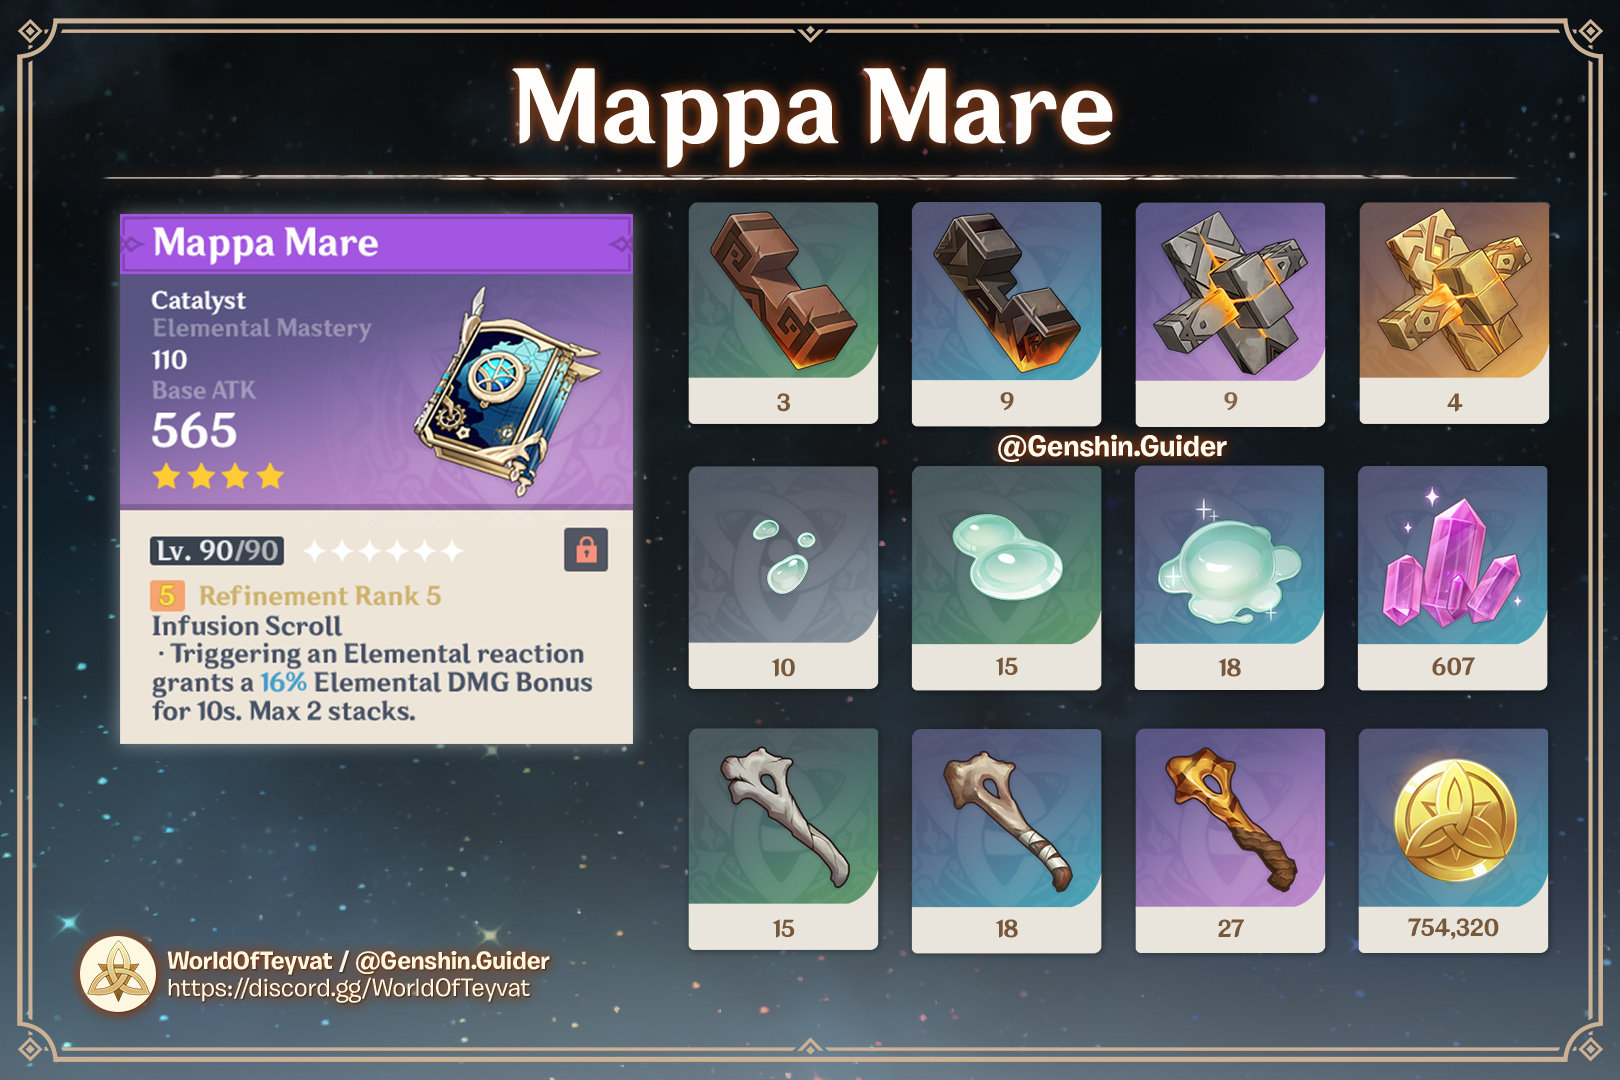 Mappa Mare
Mappa Mare
Catalyst
Elemental Mastery
110
Base ATK
565
Lv. 90/90
5 Refinement Rank 5
Infusion Scroll
· Triggering an Elemental reaction
grants a 16% Elemental DMG Bonus
for 10s. Max 2 stacks.
3
9
9
4
@Genshin.Guider
10
15
18
607
15
18
27
754,320
WorldOfTeyvat / @Genshin.Guider
https://discord.gg/WorldOfTeyvat